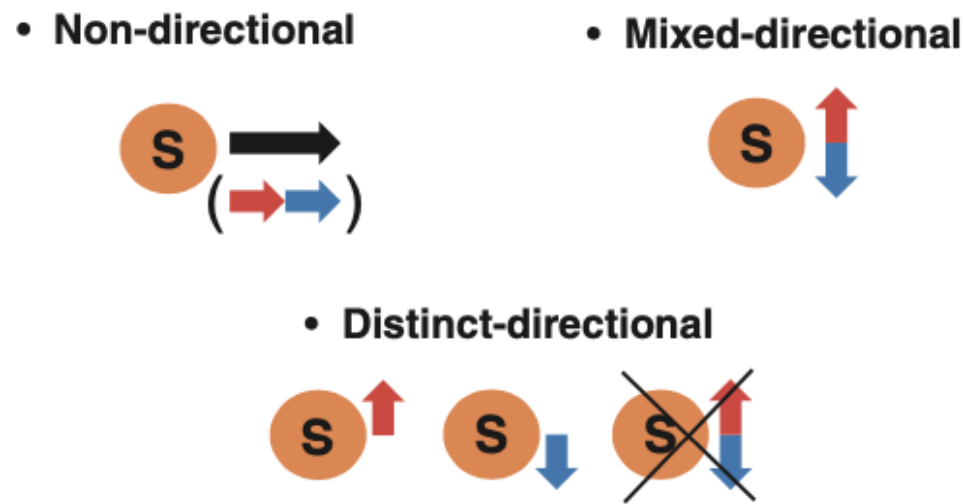 • Non-directional
• Mixed-directional
S
S
( )
• Distinct-directional
S
S
S